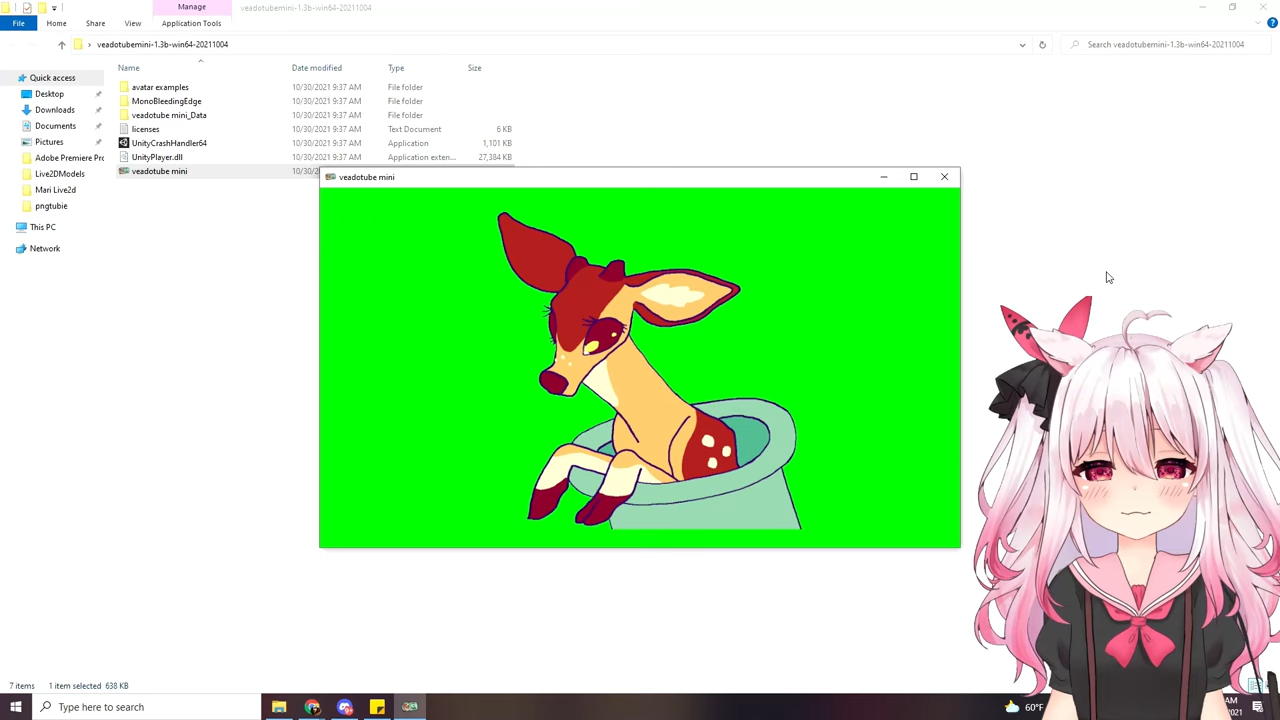 Manage
veadotubemini-1.3b-win64-20211004
File Home Share View Application Tools
veadotubemini-1.3b-win64-20211004
Search veadotubemini-1.3b-win64-20211004
Name Date modified Type Size
Quick access
Desktop
Downloads
Documents
Pictures
Adobe Premiere Prc
Live2DModels
Mari Live2d
pngtubie
This PC
Network
avatar examples 10/30/2021 9:37 AM File folder
MonoBleedingEdge 10/30/2021 9:37 AM File folder
veadotube mini_Data 10/30/2021 9:37 AM File folder
licenses 10/30/2021 9:37 AM Text Document 6 KB
UnityCrashHandler64 10/30/2021 9:37 AM Application 1,101 KB
UnityPlayer.dll 10/30/2021 9:37 AM Application exten... 27,384 KB
veadotube mini 10/30/20
veadotube mini
7 items 1 item selected 638 KB
Type here to search
60°F
AM
2021